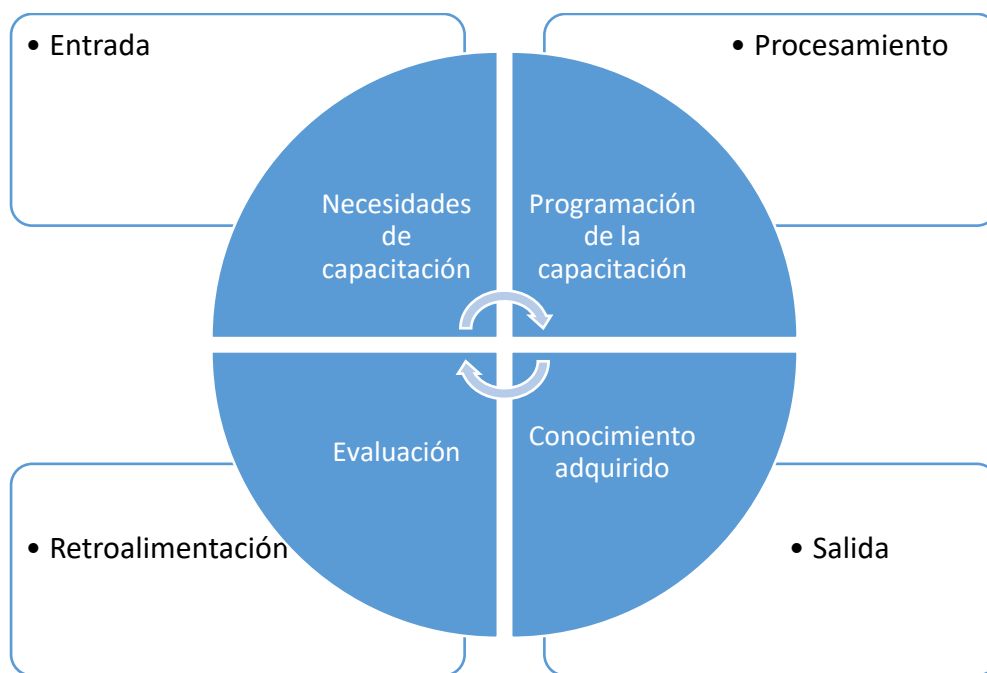 • Entrada
• Procesamiento
Necesidades
de
capacitación
Programación
de la
capacitación
Evaluación
Conocimiento
adquirido
• Retroalimentación
• Salida